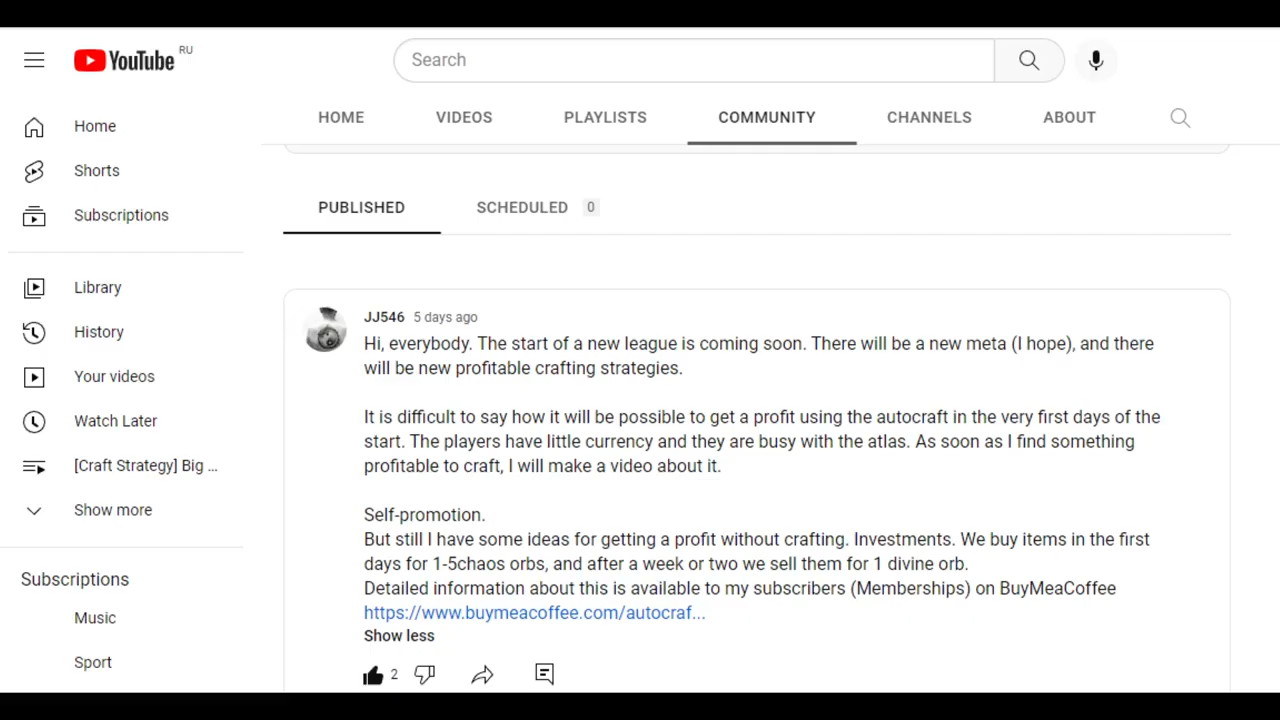 YouTube RU
Search
HOME VIDEOS PLAYLISTS COMMUNITY CHANNELS ABOUT
Home
Shorts
Subscriptions
Library
History
Your videos
Watch Later
[Craft Strategy] Big ...
Show more
Subscriptions
Music
Sport
PUBLISHED SCHEDULED 0
JJ546 5 days ago
Hi, everybody. The start of a new league is coming soon. There will be a new meta (I hope), and there
will be new profitable crafting strategies.
It is difficult to say how it will be possible to get a profit using the autocraft in the very first days of the
start. The players have little currency and they are busy with the atlas. As soon as I find something
profitable to craft, I will make a video about it.
Self-promotion.
But still I have some ideas for getting a profit without crafting. Investments. We buy items in the first
days for 1-5chaos orbs, and after a week or two we sell them for 1 divine orb.
Detailed information about this is available to my subscribers (Memberships) on BuyMeaCoffee
https://www.buymeacoffee.com/autocraf...
Show less
2